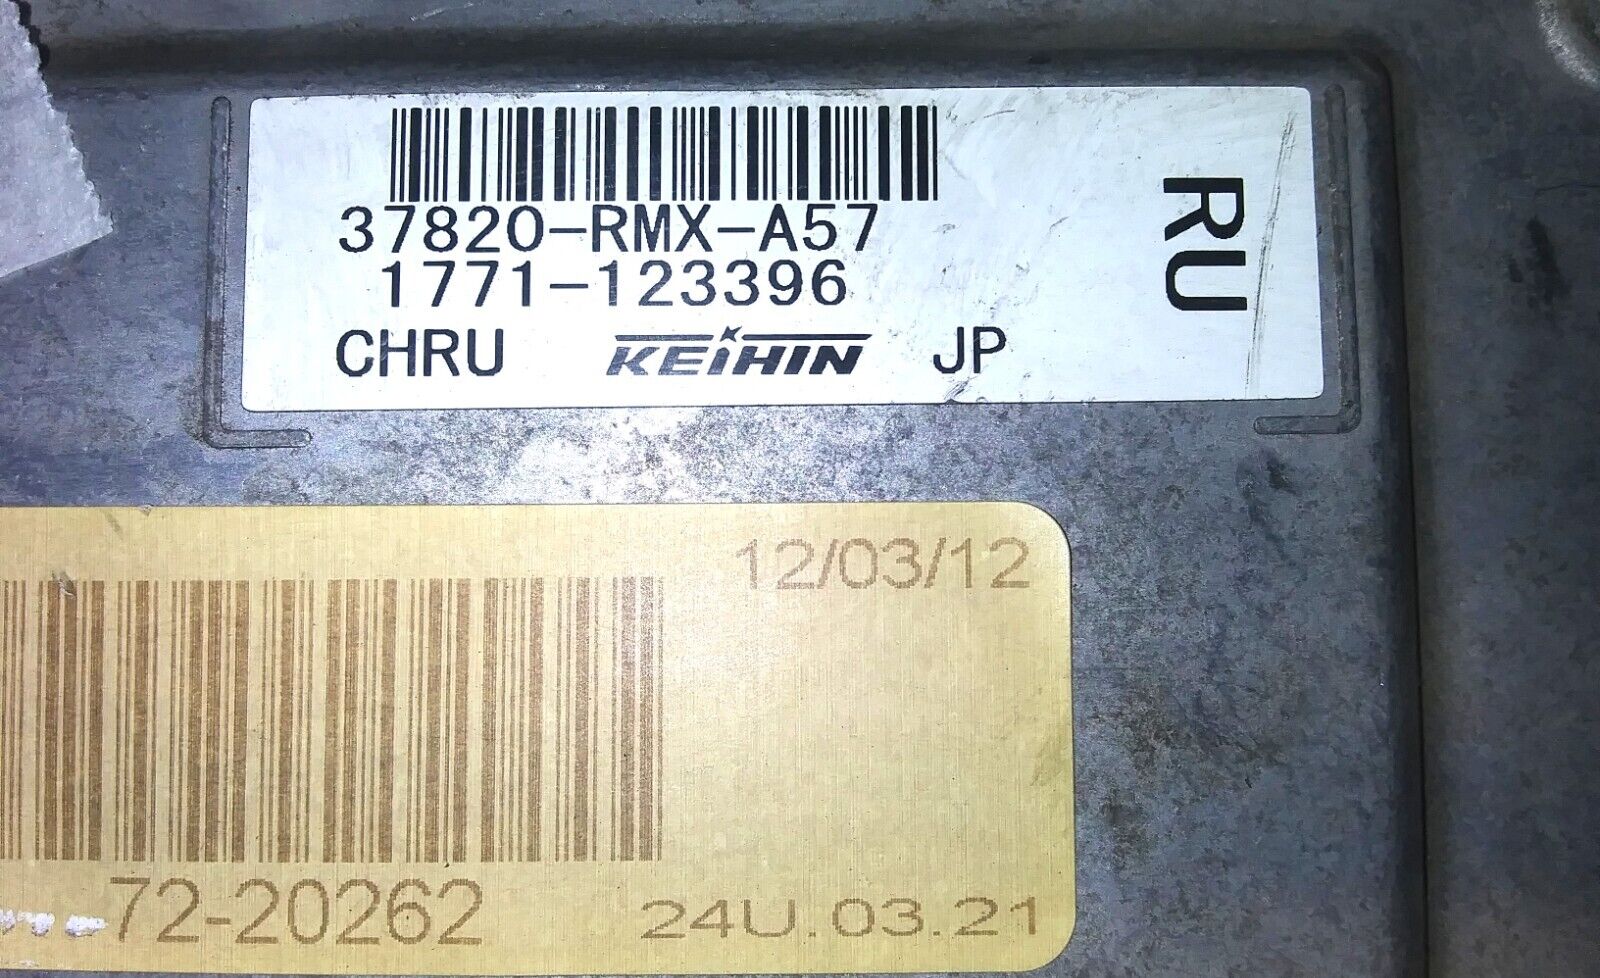 37820-RMX-A57
1771-123396
CHRU KEIHIN JP
RU
12/03/12
72-20262
24U.03.21